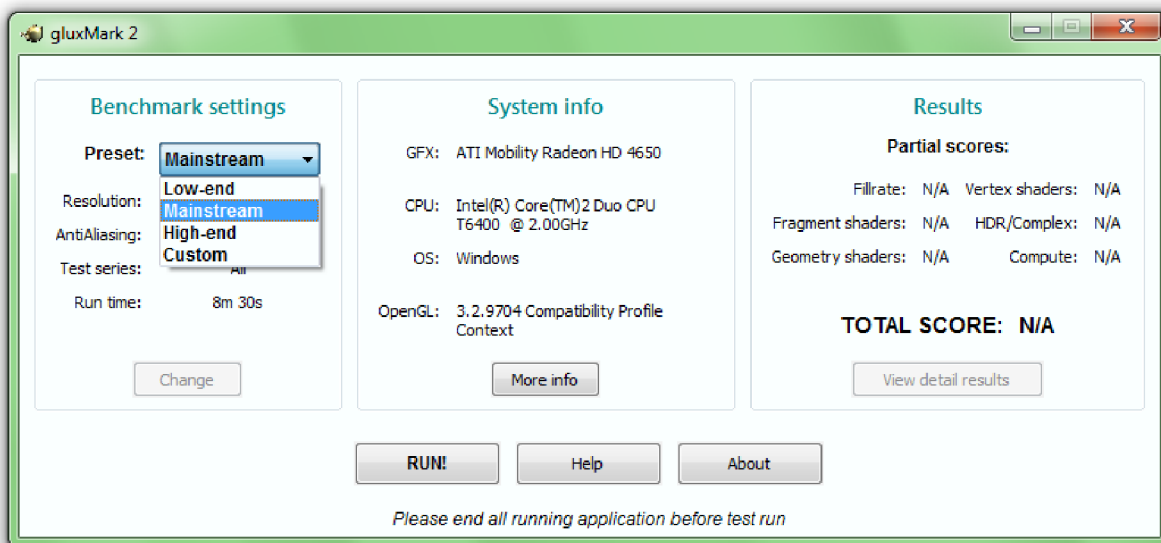 gluxMark 2
Benchmark settings
Preset: Mainstream
Low-end
Mainstream
High-end
Custom
Resolution:
AntiAliasing:
Test series: All
Run time: 8m 30s
Change
System info
GFX: ATI Mobility Radeon HD 4650
CPU: Intel(R) Core(TM)2 Duo CPU
T6400 @ 2.00GHz
OS: Windows
OpenGL: 3.2.9704 Compatibility Profile
Context
More info
Results
Partial scores:
Fillrate: N/A Vertex shaders: N/A
Fragment shaders: N/A HDR/Complex: N/A
Geometry shaders: N/A Compute: N/A
TOTAL SCORE: N/A
View detail results
RUN!
Help
About
Please end all running application before test run